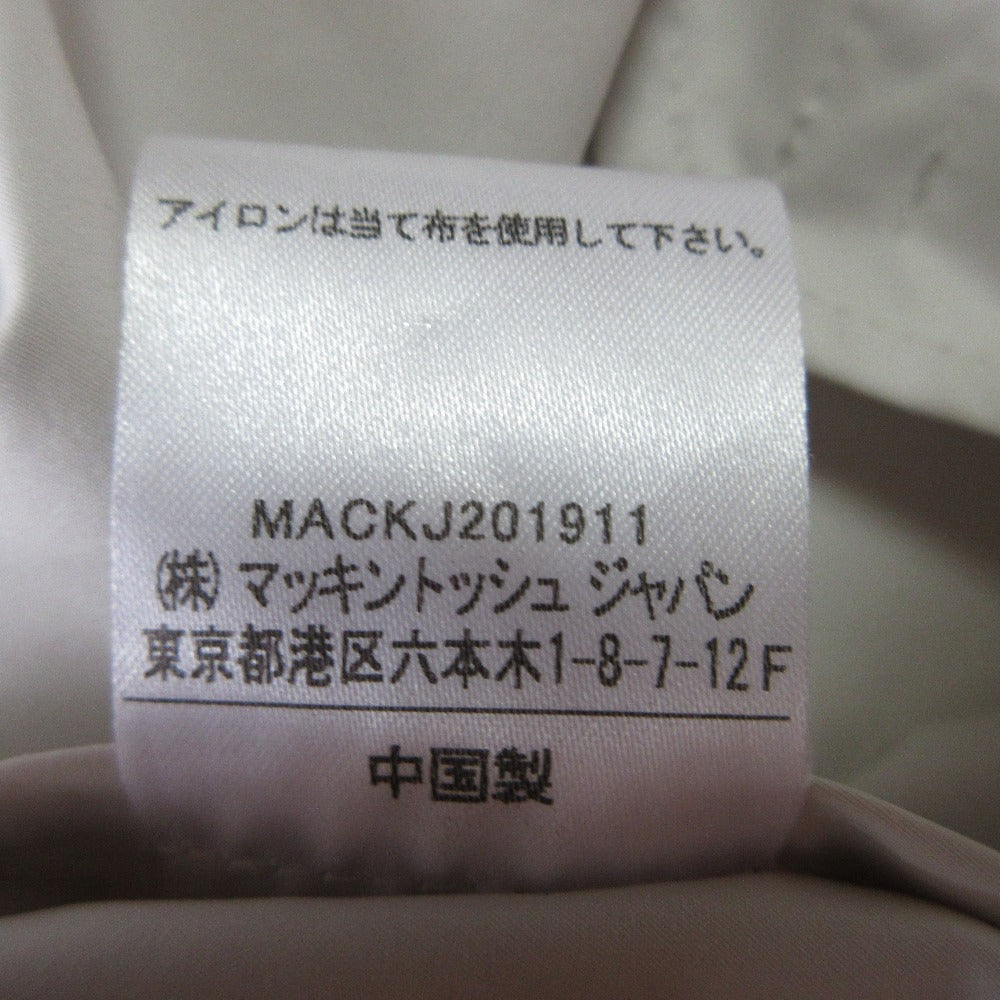 アイロンは当て布を使用して下さい。
MACKJ201911
(株) マッキントッシュ ジャパン
東京都港区六本木1-8-7-12F
中国製